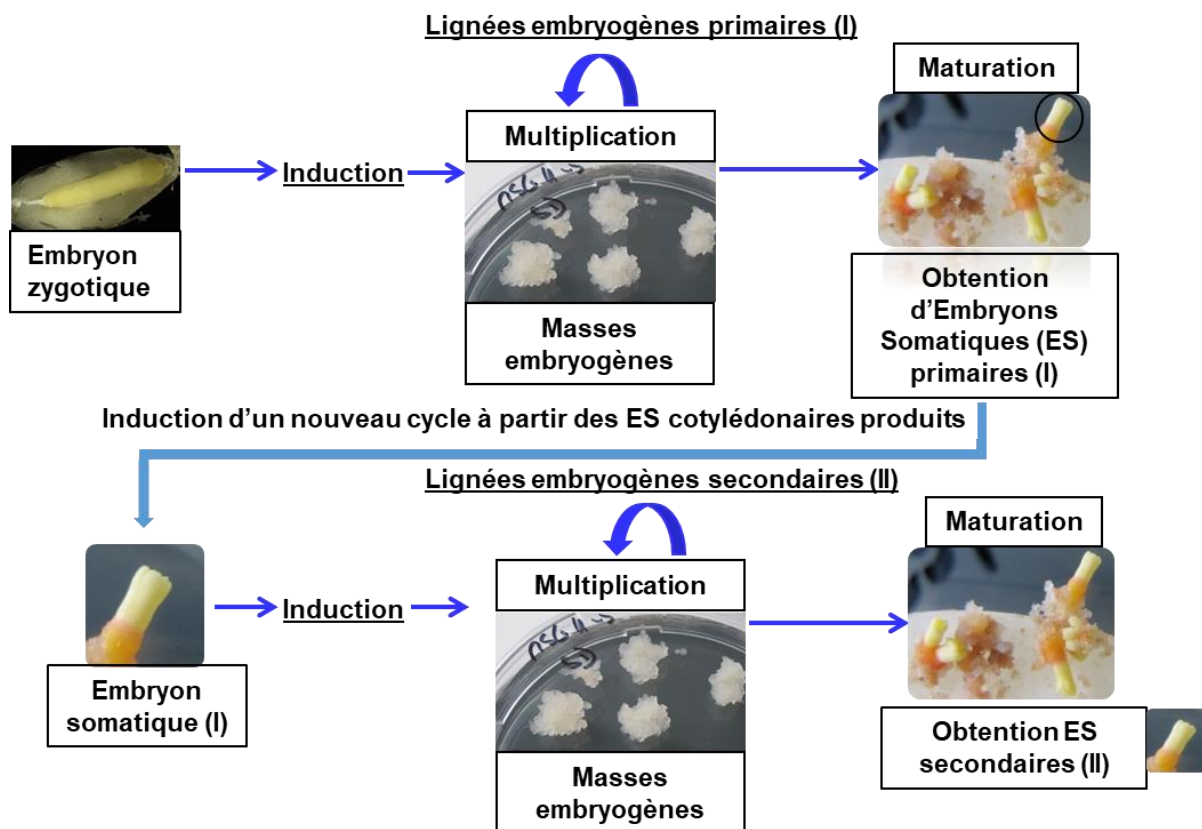 Lignées embryogènes primaires (I)
Maturation
Multiplication
Induction
Embryon
zygotique
Masses
embryogènes
Obtention
d’Embryons
Somatiques (ES)
primaires (I)
Induction d’un nouveau cycle à partir des ES cotylédonaires produits
Lignées embryogènes secondaires (II)
Maturation
Multiplication
Induction
Embryon
somatique (I)
Masses
embryogènes
Obtention ES
secondaires (II)